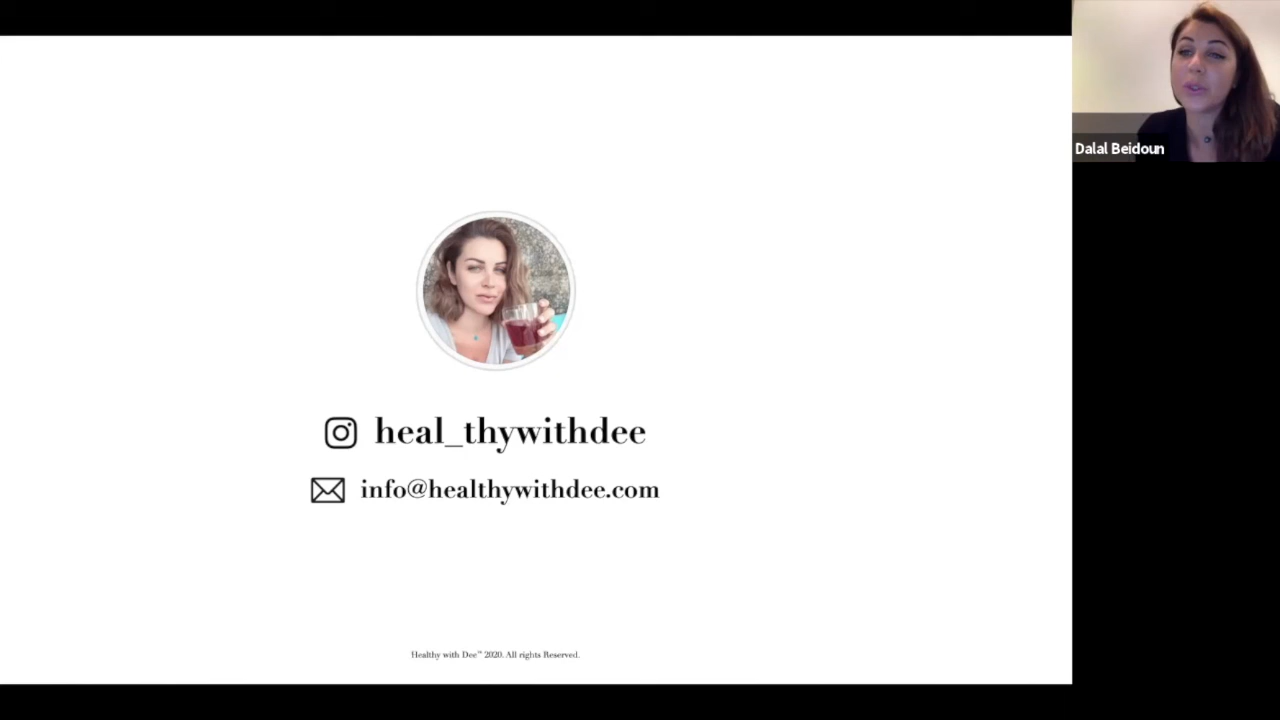 Dalal Beidoun
heal_thywithdee
info@healthywithdee.com
Healthy with Dee™ 2020. All rights Reserved.